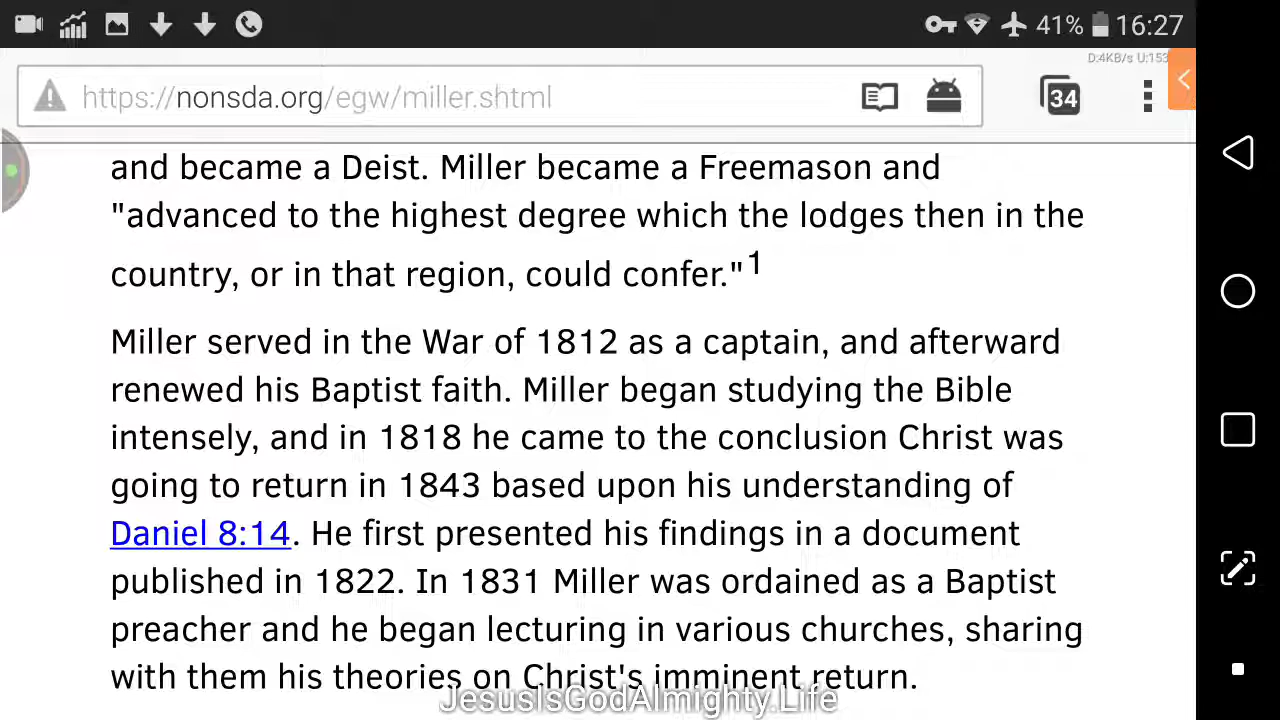 41% 16:27
D:4KB/s U:153
https://nonsda.org/egw/miller.shtml
34
and became a Deist. Miller became a Freemason and
"advanced to the highest degree which the lodges then in the
country, or in that region, could confer."1
Miller served in the War of 1812 as a captain, and afterward
renewed his Baptist faith. Miller began studying the Bible
intensely, and in 1818 he came to the conclusion Christ was
going to return in 1843 based upon his understanding of
Daniel 8:14. He first presented his findings in a document
published in 1822. In 1831 Miller was ordained as a Baptist
preacher and he began lecturing in various churches, sharing
with them his theories on Christ's imminent return.
JesusIsGodAlmighty.Life